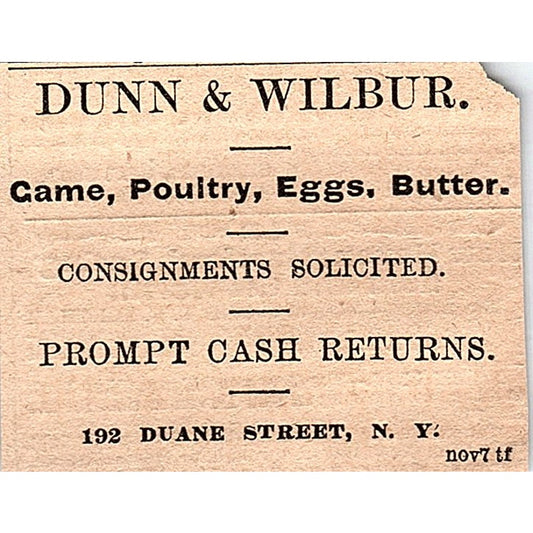 DUNN & WILBUR.
Game, Poultry, Eggs, Butter.
CONSIGNMENTS SOLICITED.
PROMPT CASH RETURNS.
192 DUANE STREET, N. Y.
nov7 tf